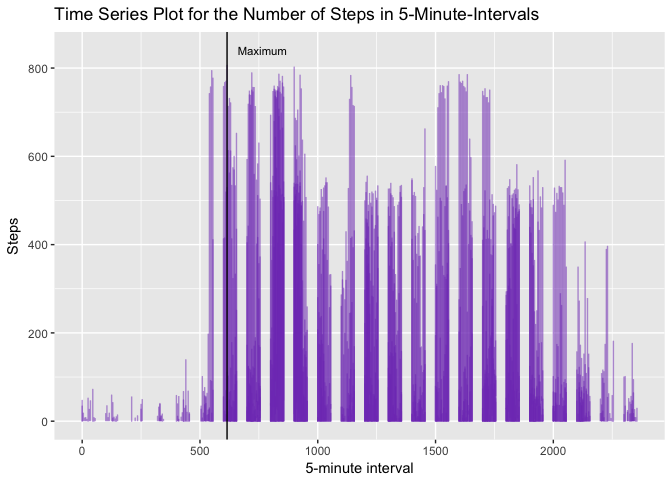 Time Series Plot for the Number of Steps in 5-Minute-Intervals
Maximum
800
600
400
200
0
Steps
0 500 1000 1500 2000
5-minute interval